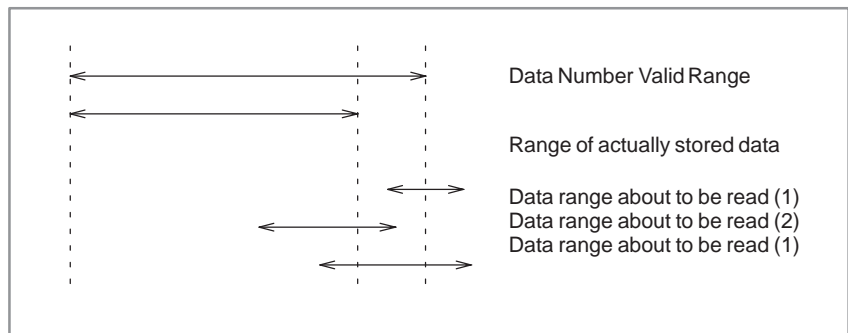 Data Number Valid Range
Range of actually stored data
Data range about to be read (1)
Data range about to be read (2)
Data range about to be read (1)